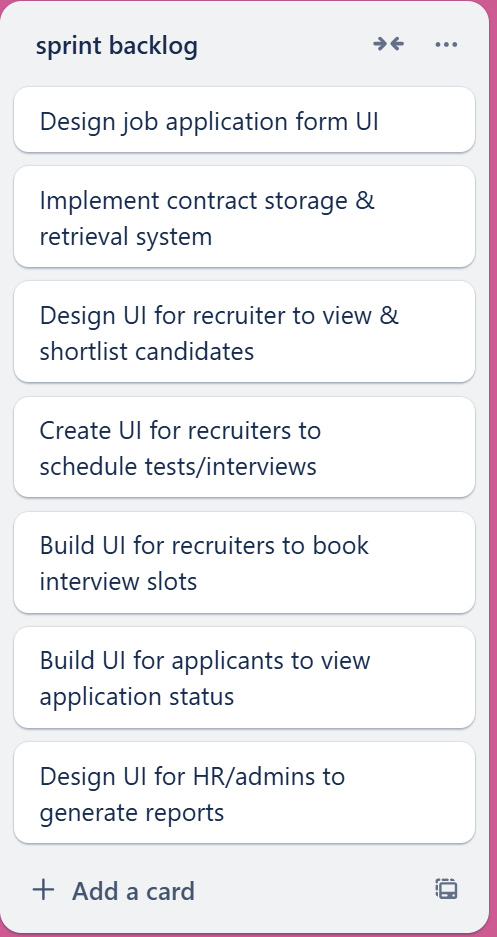 sprint backlog
Design job application form UI
Implement contract storage &
retrieval system
Design UI for recruiter to view &
shortlist candidates
Create UI for recruiters to
schedule tests/interviews
Build UI for recruiters to book
interview slots
Build UI for applicants to view
application status
Design UI for HR/admins to
generate reports
Add a card